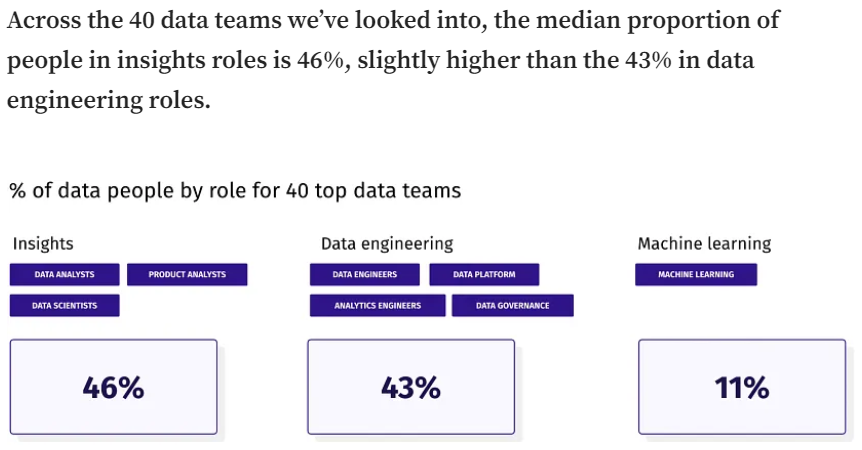 Across the 40 data teams we’ve looked into, the median proportion of
people in insights roles is 46%, slightly higher than the 43% in data
engineering roles.
% of data people by role for 40 top data teams
Insights
DATA ANALYSTS PRODUCT ANALYSTS
DATA SCIENTISTS
46%
Data engineering
DATA ENGINEERS DATA PLATFORM
ANALYTICS ENGINEERS DATA GOVERNANCE
43%
Machine learning
MACHINE LEARNING
11%